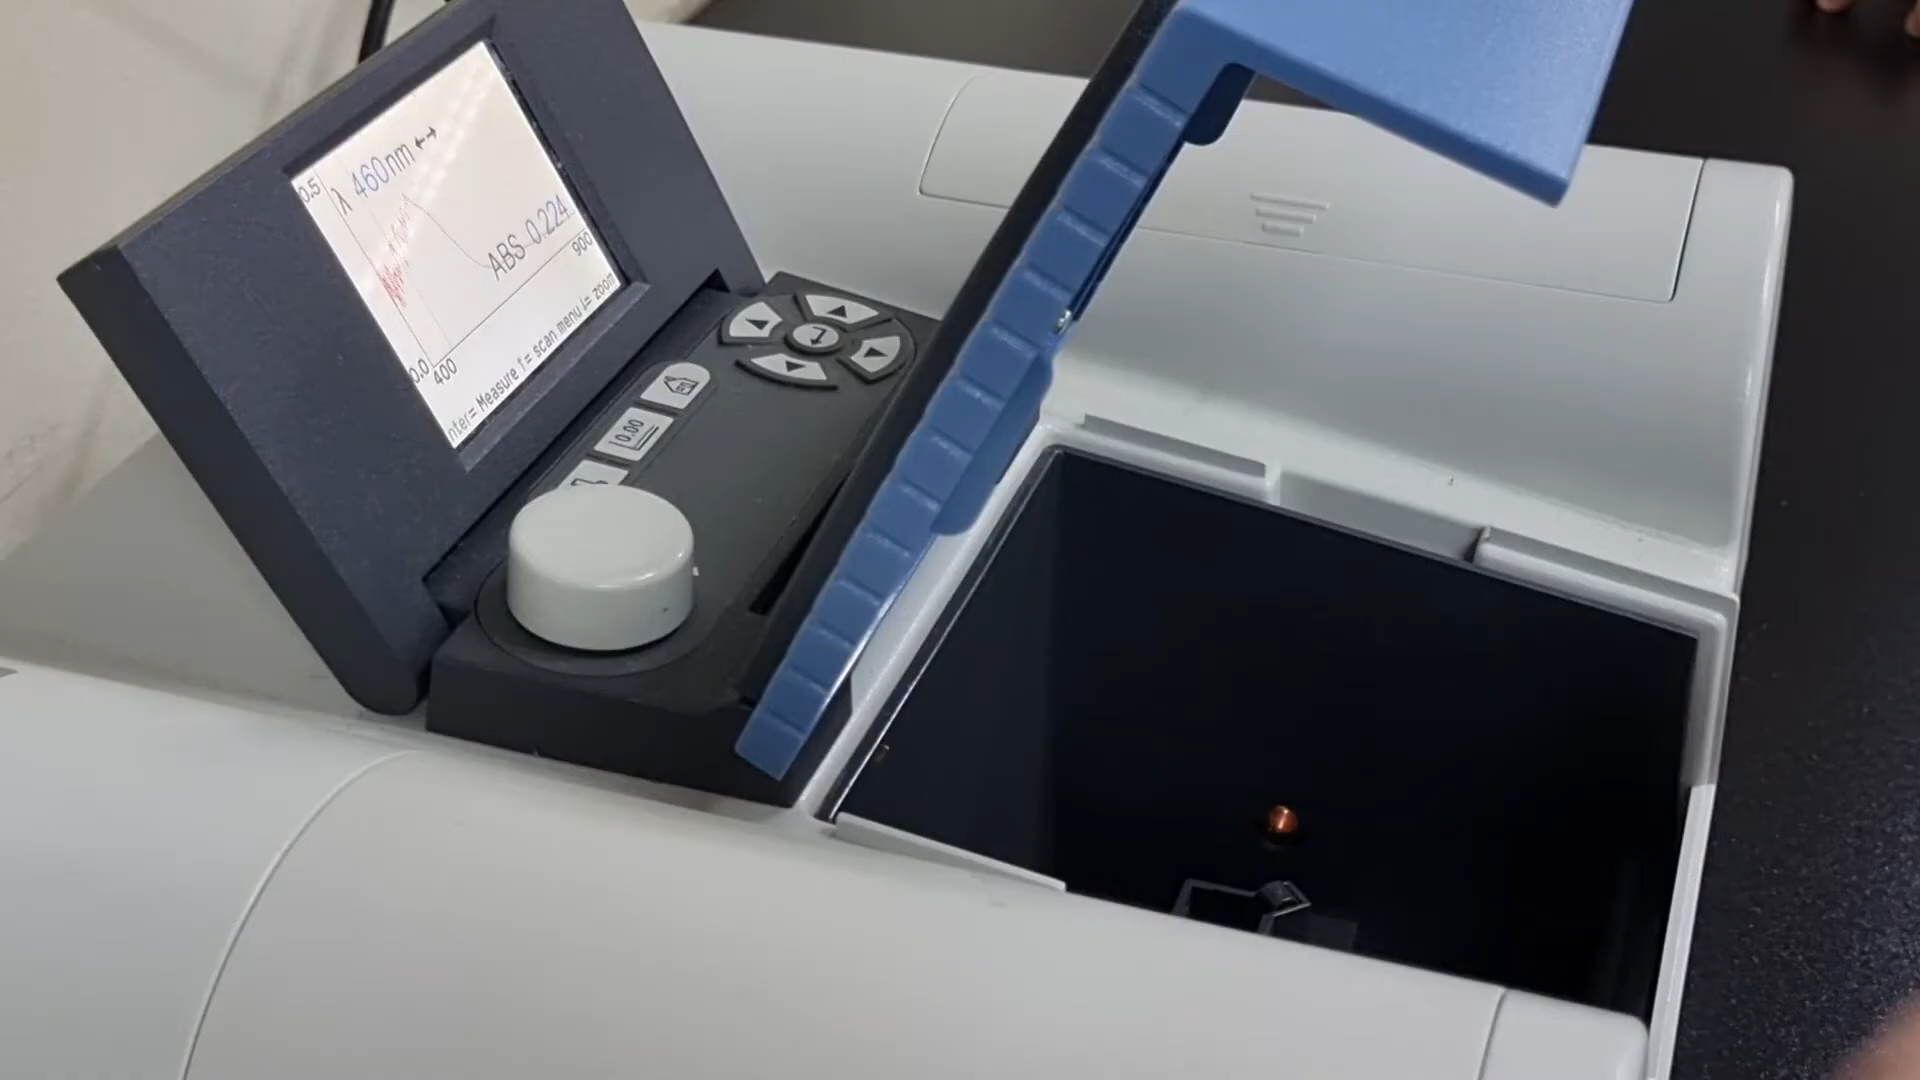 0.5
λ 460nm ↔
ABS 0.224
900
0.0
400
nter= Measure ↑= scan menu ↓= zoom
0.00